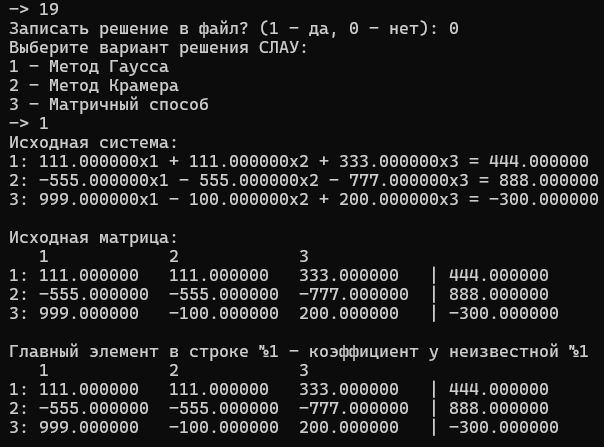 -> 19
Записать решение в файл? (1 - да, 0 - нет): 0
Выберите вариант решения СЛАУ:
1 - Метод Гаусса
2 - Метод Крамера
3 - Матричный способ
-> 1
Исходная система:
1: 111.000000x1 + 111.000000x2 + 333.000000x3 = 444.000000
2: -555.000000x1 - 555.000000x2 - 777.000000x3 = 888.000000
3: 999.000000x1 - 100.000000x2 + 200.000000x3 = -300.000000
Исходная матрица:
1 2 3
1: 111.000000 111.000000 333.000000 | 444.000000
2: -555.000000 -555.000000 -777.000000 | 888.000000
3: 999.000000 -100.000000 200.000000 | -300.000000
Главный элемент в строке №1 - коэффициент у неизвестной №1
1 2 3
1: 111.000000 111.000000 333.000000 | 444.000000
2: -555.000000 -555.000000 -777.000000 | 888.000000
3: 999.000000 -100.000000 200.000000 | -300.000000